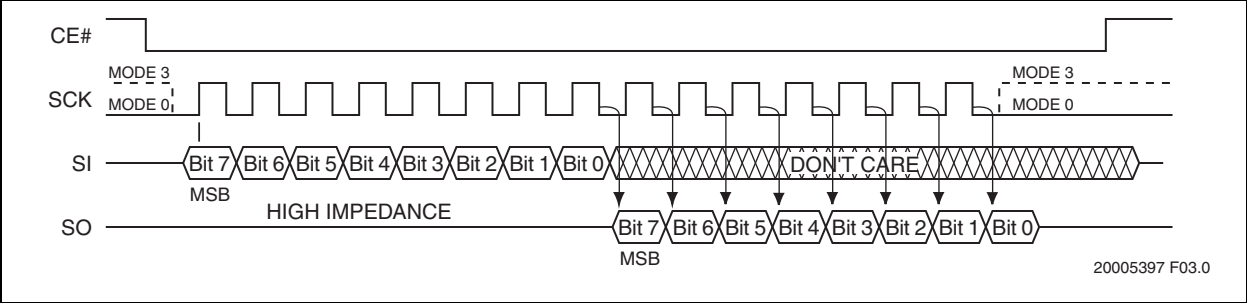 CE#
MODE 3 MODE 3
SCK MODE 0 MODE 0
SI Bit 7 Bit 6 Bit 5 Bit 4 Bit 3 Bit 2 Bit 1 Bit 0 DON'T CARE
MSB
HIGH IMPEDANCE
SO Bit 7 Bit 6 Bit 5 Bit 4 Bit 3 Bit 2 Bit 1 Bit 0
MSB
20005397 F03.0